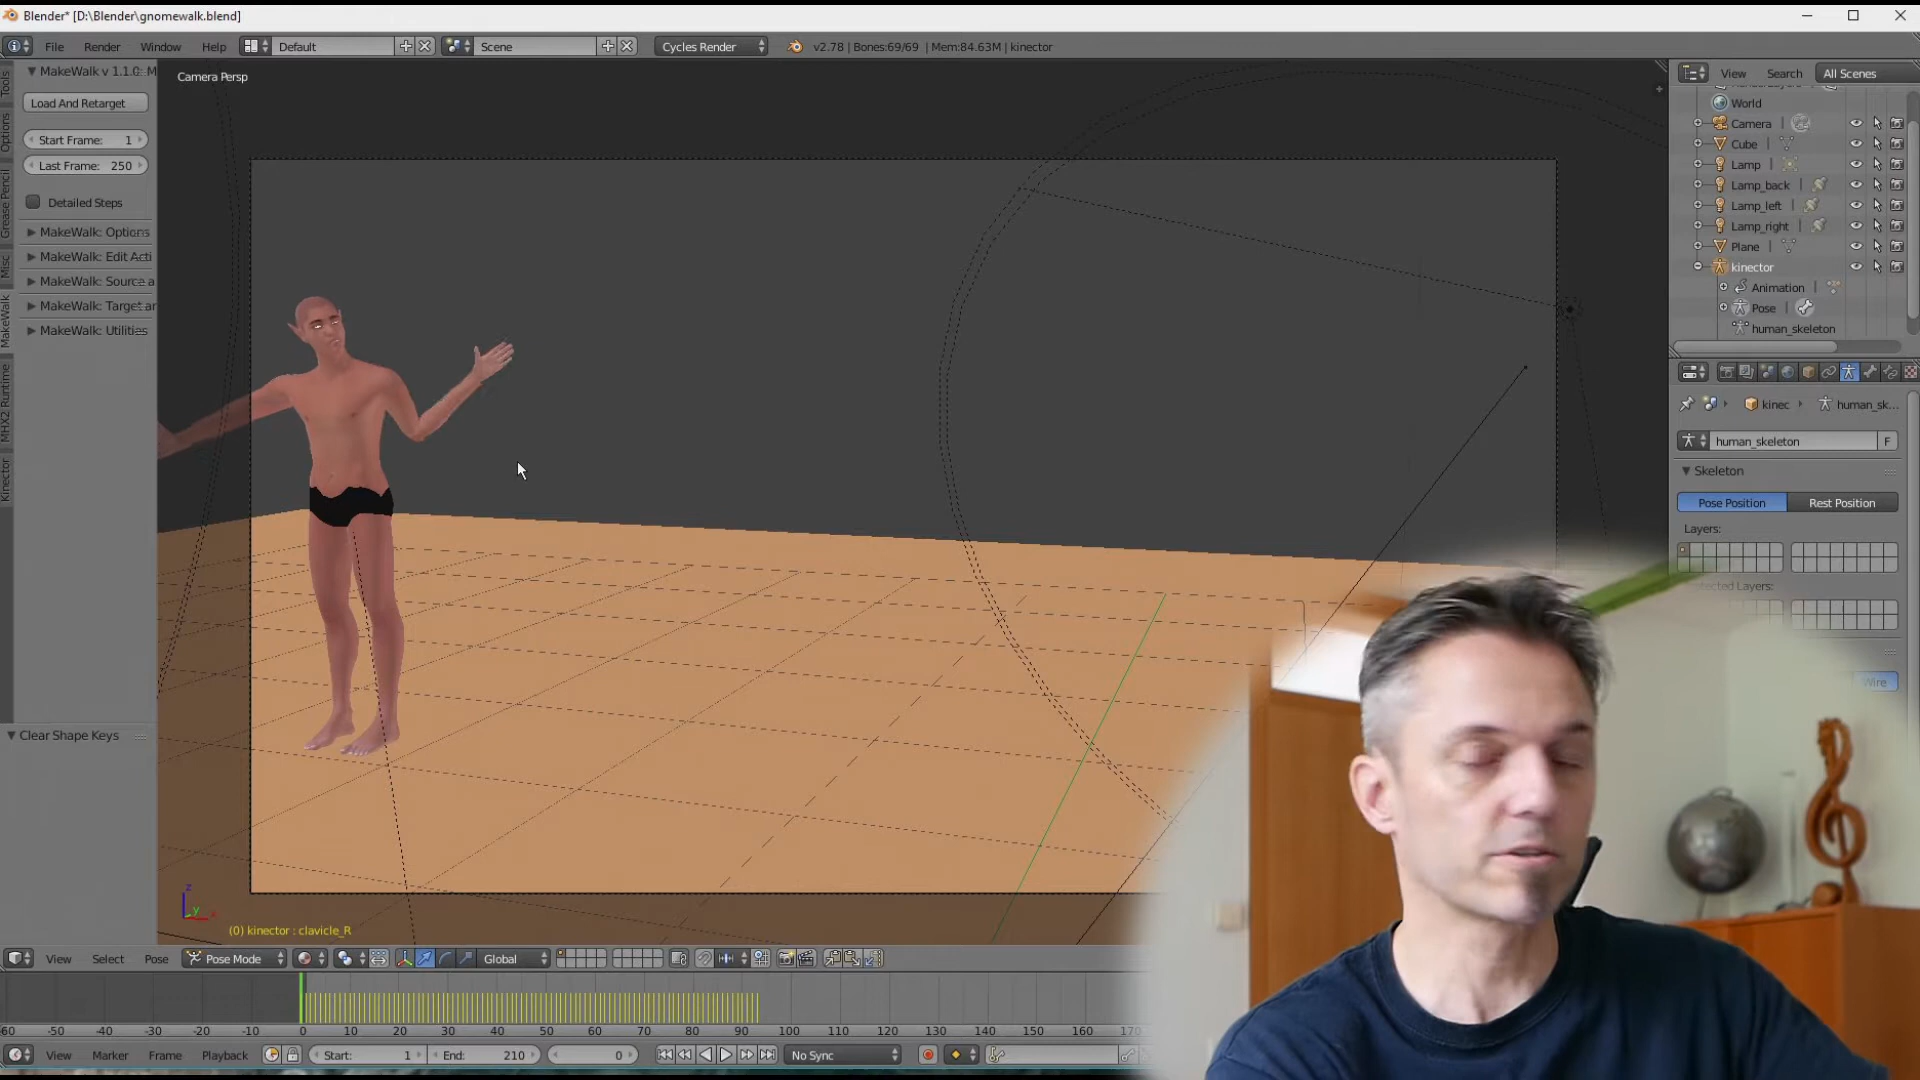 Blender* [D:\Blender\gnomewalk.blend]
File Render Window Help Default Scene Cycles Render v2.78 | Bones:69/69 | Mem:84.63M | kinector
MakeWalk v 1.1.0: M
Load And Retarget
Start Frame: 1
Last Frame: 250
Detailed Steps
MakeWalk: Options
MakeWalk: Edit Acti
MakeWalk: Source a
MakeWalk: Target ar
MakeWalk: Utilities
Tools
Options
Grease Pencil
Misc
MakeWalk
MHX2 Runtime
Kinector
Clear Shape Keys
Camera Persp
z
y
x
(0) kinector : clavicle_R
View Search All Scenes
World
Camera
Cube
Lamp
Lamp_back
Lamp_left
Lamp_right
Plane
kinector
Animation
Pose
human_skeleton
kinec human_sk...
human_skeleton F
Skeleton
Pose Position Rest Position
Layers:
Layers:
Wire
View Select Pose Pose Mode Global
60 -50 -40 -30 -20 -10 0 10 20 30 40 50 60 70 80 90 100 110 120 130 140 150 160 170
View Marker Frame Playback Start: 1 End: 210 0 No Sync